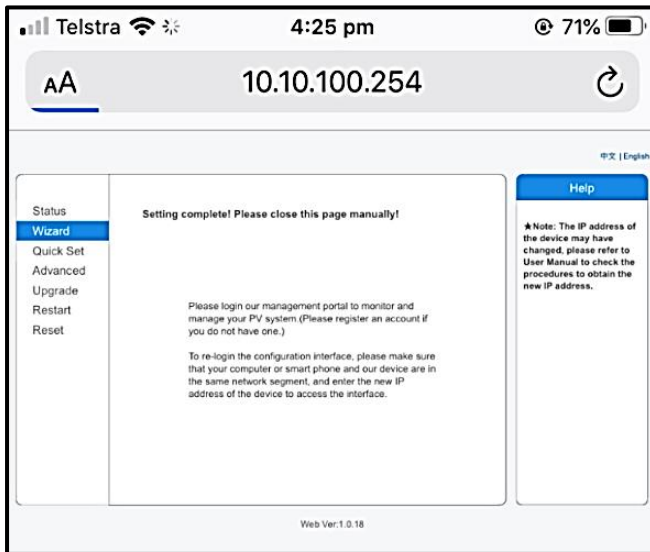 Telstra 4:25 pm 71%
AA 10.10.100.254
中文 | English
Status
Wizard
Quick Set
Advanced
Upgrade
Restart
Reset
Setting complete! Please close this page manually!
Please login our management portal to monitor and
manage your PV system.(Please register an account if
you do not have one.)
To re-login the configuration interface, please make sure
that your computer or smart phone and our device are in
the same network segment, and enter the new IP
address of the device to access the interface.
Help
★Note: The IP address of
the device may have
changed, please refer to
User Manual to check the
procedures to obtain the
new IP address.
Web Ver:1.0.18